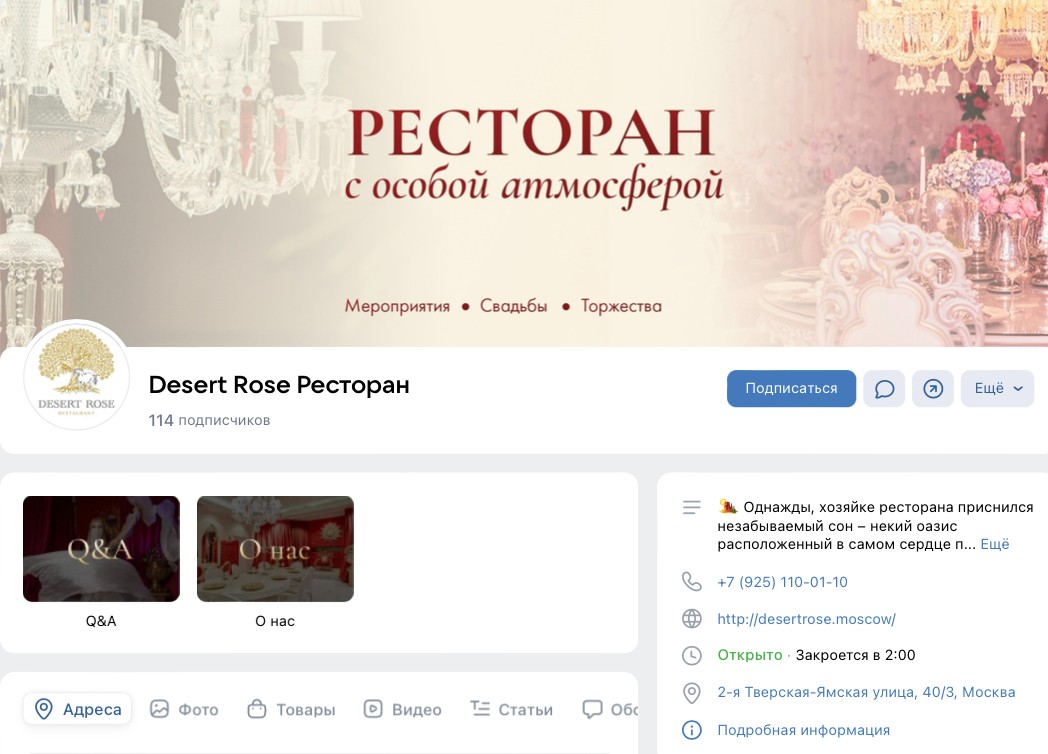 РЕСТОРАН
с особой атмосферой
Мероприятия • Свадьбы • Торжества
DESERT ROSE
RESTAURANT
Desert Rose Ресторан
114 подписчиков
Подписаться
Ещё
Q&A
О нас
Q&A
О нас
Однажды, хозяйке ресторана приснился
незабываемый сон – некий оазис
расположенный в самом сердце п... Ещё
+7 (925) 110-01-10
http://desertrose.moscow/
Открыто · Закроется в 2:00
2-я Тверская-Ямская улица, 40/3, Москва
Подробная информация
Адреса
Фото
Товары
Видео
Статьи
Обс